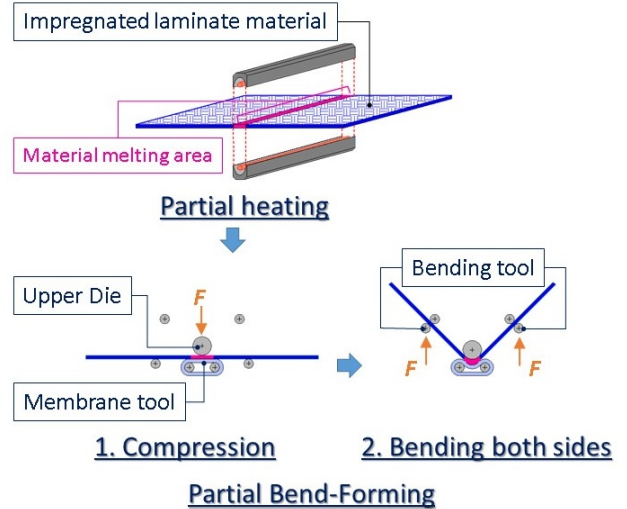 Impregnated laminate material
Material melting area
Partial heating
Upper Die
F
Membrane tool
Bending tool
F
F
1. Compression
2. Bending both sides
Partial Bend-Forming